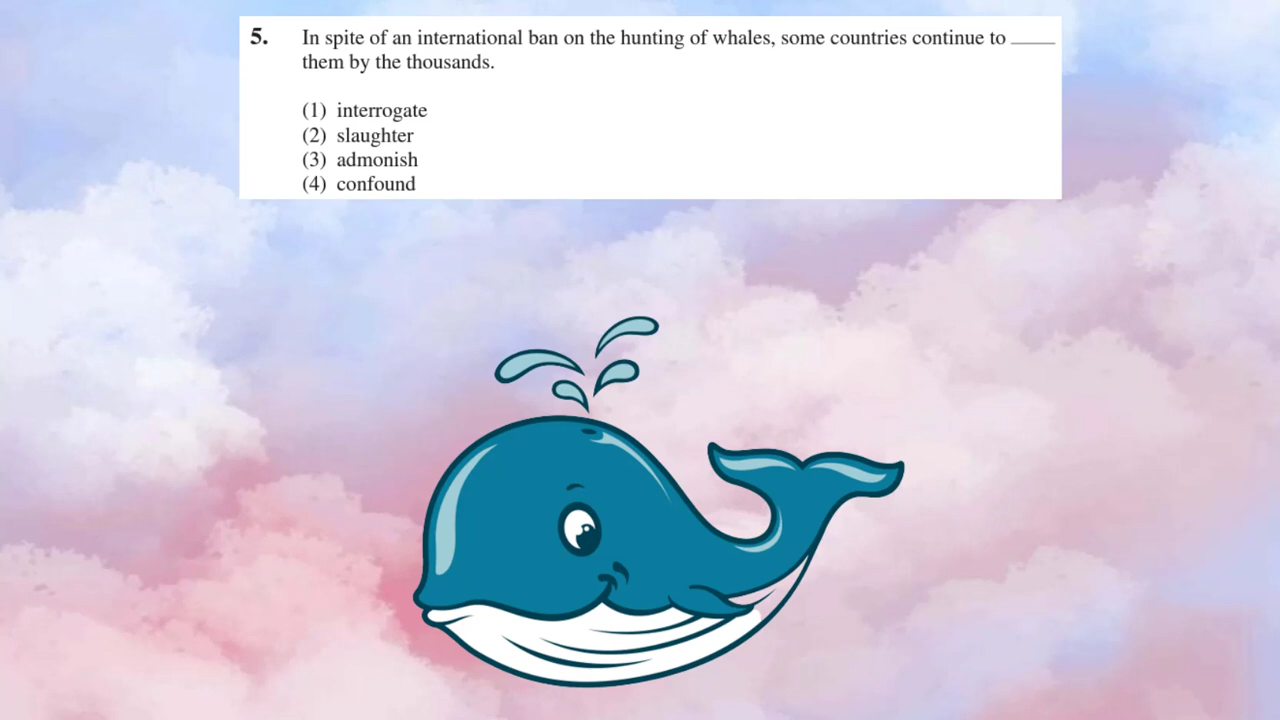 5. In spite of an international ban on the hunting of whales, some countries continue to ____
them by the thousands.
(1) interrogate
(2) slaughter
(3) admonish
(4) confound